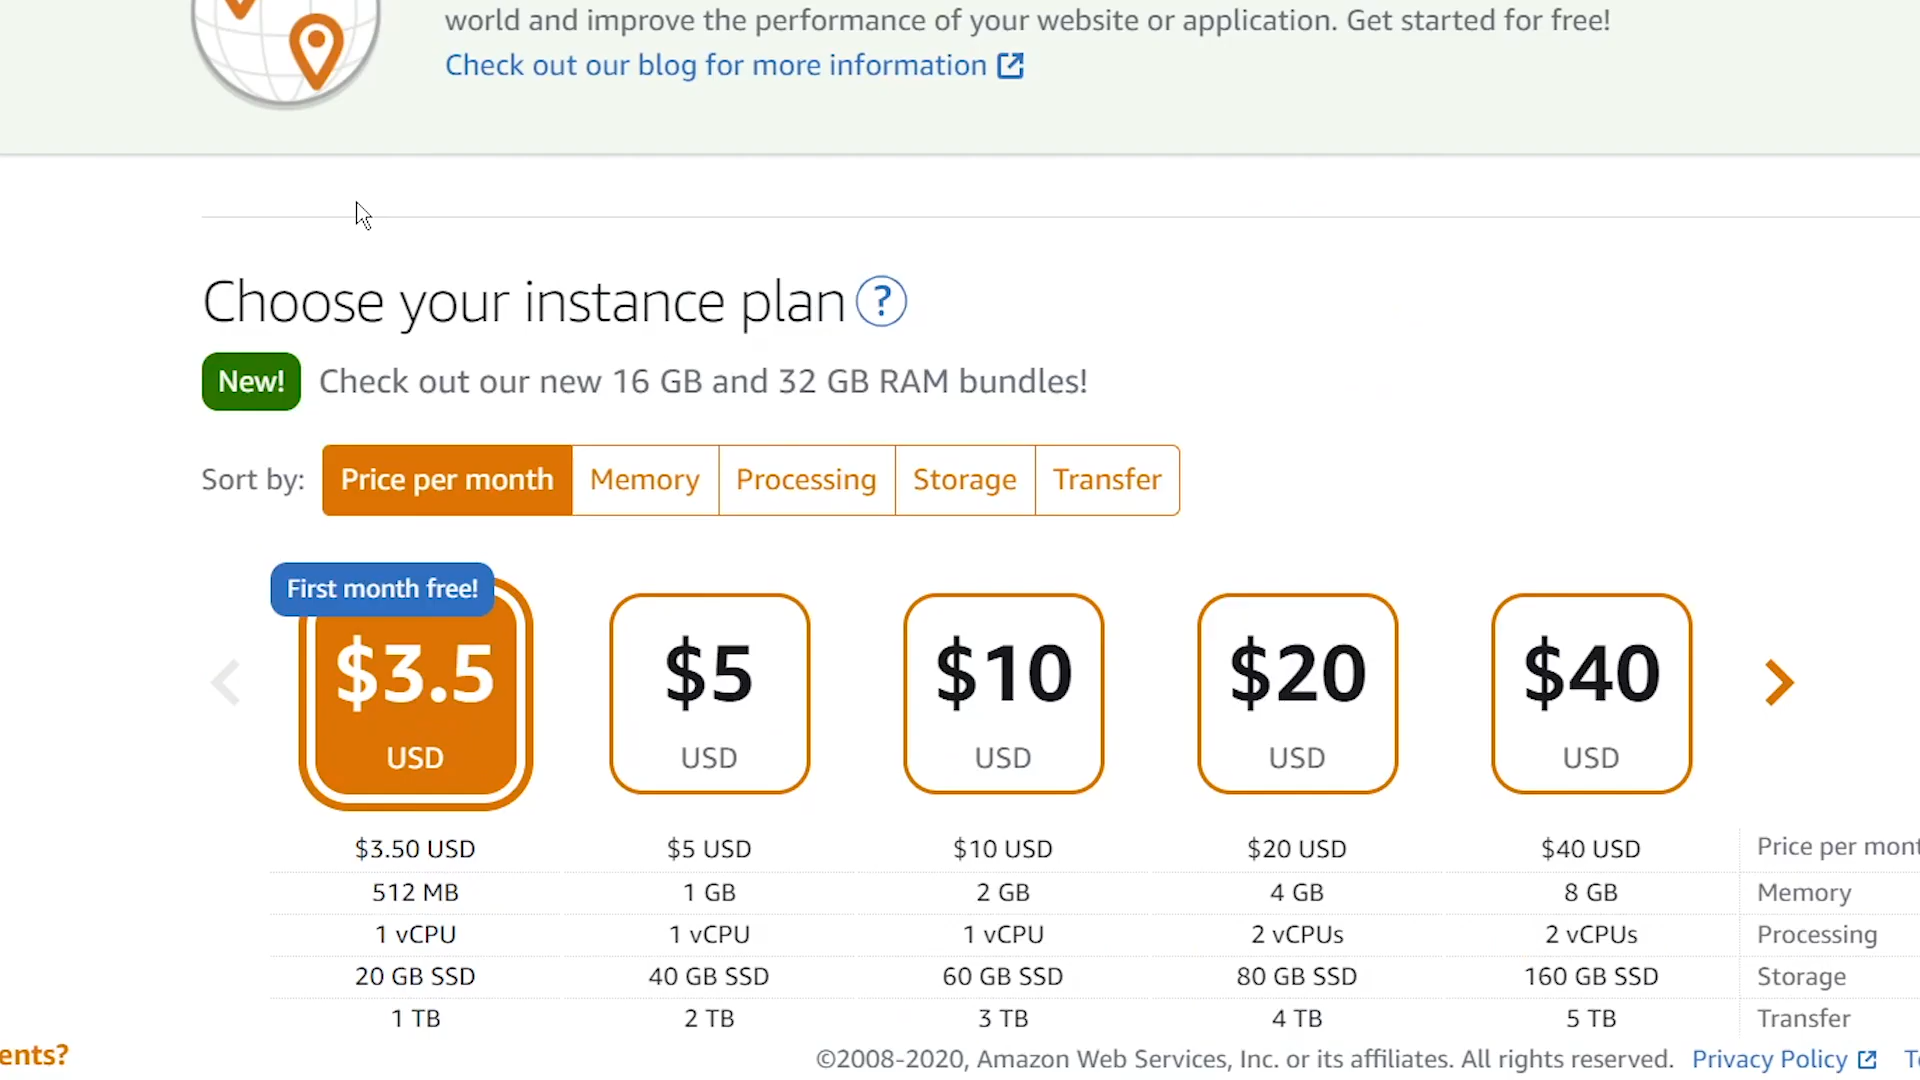 world and improve the performance of your website or application. Get started for free!
Check out our blog for more information
Choose your instance plan ?
New! Check out our new 16 GB and 32 GB RAM bundles!
Sort by: Price per month Memory Processing Storage Transfer
First month free!
$3.5 $5 $10 $20 $40
USD USD USD USD USD
$3.50 USD $5 USD $10 USD $20 USD $40 USD Price per mont
512 MB 1 GB 2 GB 4 GB 8 GB Memory
1 vCPU 1 vCPU 1 vCPU 2 vCPUs 2 vCPUs Processing
20 GB SSD 40 GB SSD 60 GB SSD 80 GB SSD 160 GB SSD Storage
1 TB 2 TB 3 TB 4 TB 5 TB Transfer
ents? ©2008-2020, Amazon Web Services, Inc. or its affiliates. All rights reserved. Privacy Policy